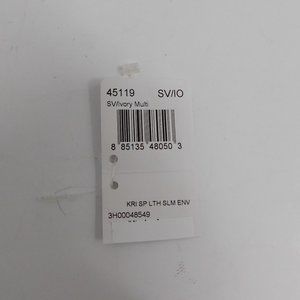 45119 SV/IO
SV/Ivory Multi
8 85135 48050 3
KRI SP LTH SLM ENV
3H00048549